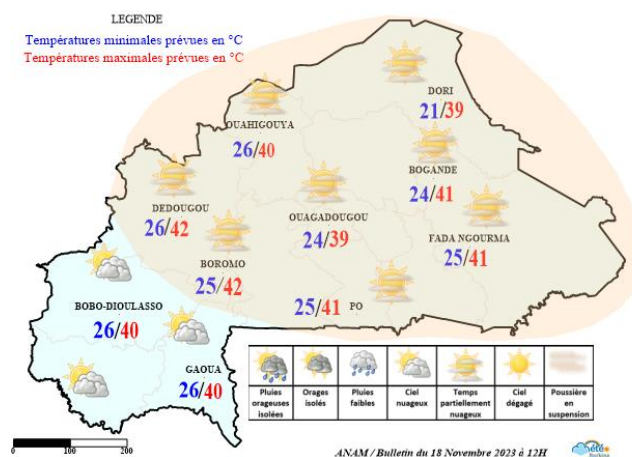 LEGENDE
Températures minimales prévues en °C
Températures maximales prévues en °C
DORI
21/39
OUAHIGOUYA
26/40
BOGANDE
24/41
DEDOUGOU
26/42
OUAGADOUGOU
24/39
FADA NGOURMA
25/41
BOROMO
25/42
25/41 PO
BOBO-DIOULASSO
26/40
GAOUA
26/40
Pluies orageuses isolées
Orages isolés
Pluies faibles
Ciel nuageux
Temps partiellement nuageux
Ciel dégagé
Poussière en suspension
0 100 200
ANAM / Bulletin du 18 Novembre 2023 à 12H